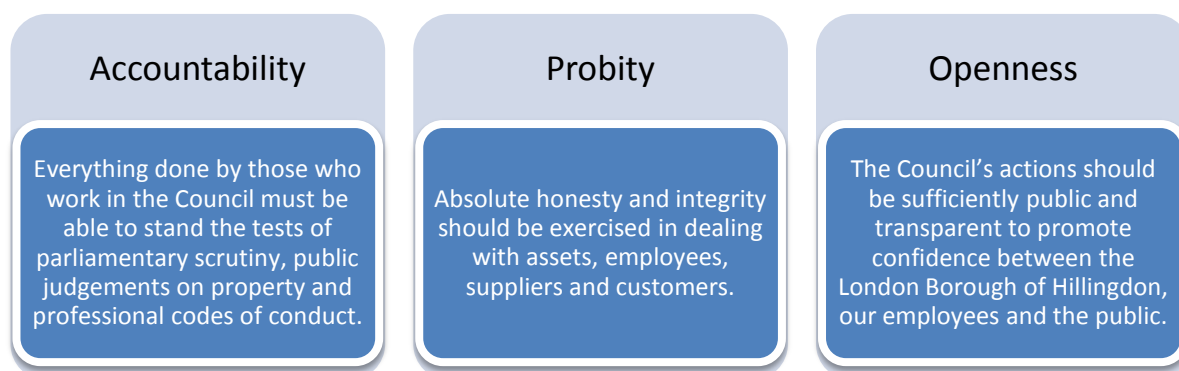 Accountability
Everything done by those who
work in the Council must be
able to stand the tests of
parliamentary scrutiny, public
judgements on property and
professional codes of conduct.
Probity
Absolute honesty and integrity
should be exercised in dealing
with assets, employees,
suppliers and customers.
Openness
The Council’s actions should
be sufficiently public and
transparent to promote
confidence between the
London Borough of Hillingdon,
our employees and the public.